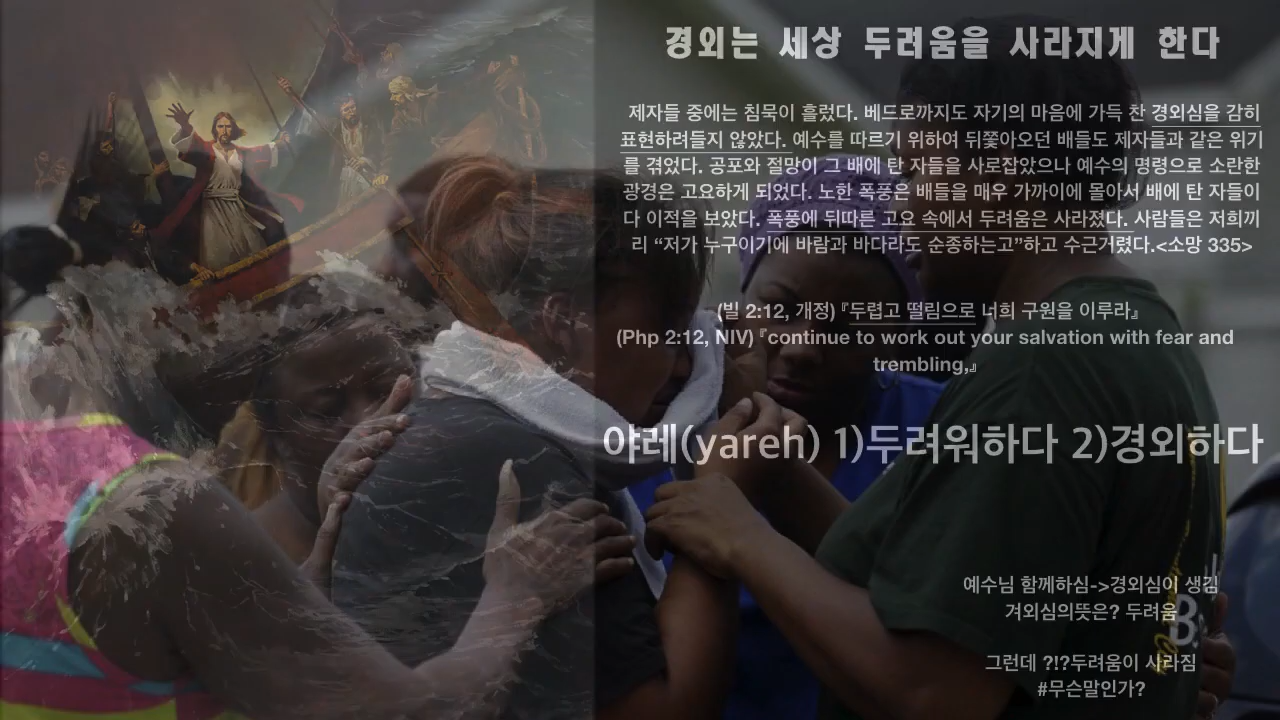 경외는 세상 두려움을 사라지게 한다
제자들 중에는 침묵이 흘렀다. 베드로까지도 자기의 마음에 가득 찬 경외심을 감히
표현하려들지 않았다. 예수를 따르기 위하여 뒤쫓아오던 배들도 제자들과 같은 위기
를 겪었다. 공포와 절망이 그 배에 탄 자들을 사로잡았으나 예수의 명령으로 소란한
광경은 고요하게 되었다. 노한 폭풍은 배들을 매우 가까이에 몰아서 배에 탄 자들이
다 이적을 보았다. 폭풍에 뒤따른 고요 속에서 두려움은 사라졌다. 사람들은 저희끼
리 “저가 누구이기에 바람과 바다라도 순종하는고”하고 수근거렸다.<소망 335>
(빌 2:12, 개정)『두렵고 떨림으로 너희 구원을 이루라』
(Php 2:12, NIV)『continue to work out your salvation with fear and
trembling,』
야레(yareh) 1)두려워하다 2)경외하다
예수님 함께하심->경외심이 생김
겨외심의뜻은? 두려움
그런데 ?!?두려움이 사라짐
#무슨말인가?